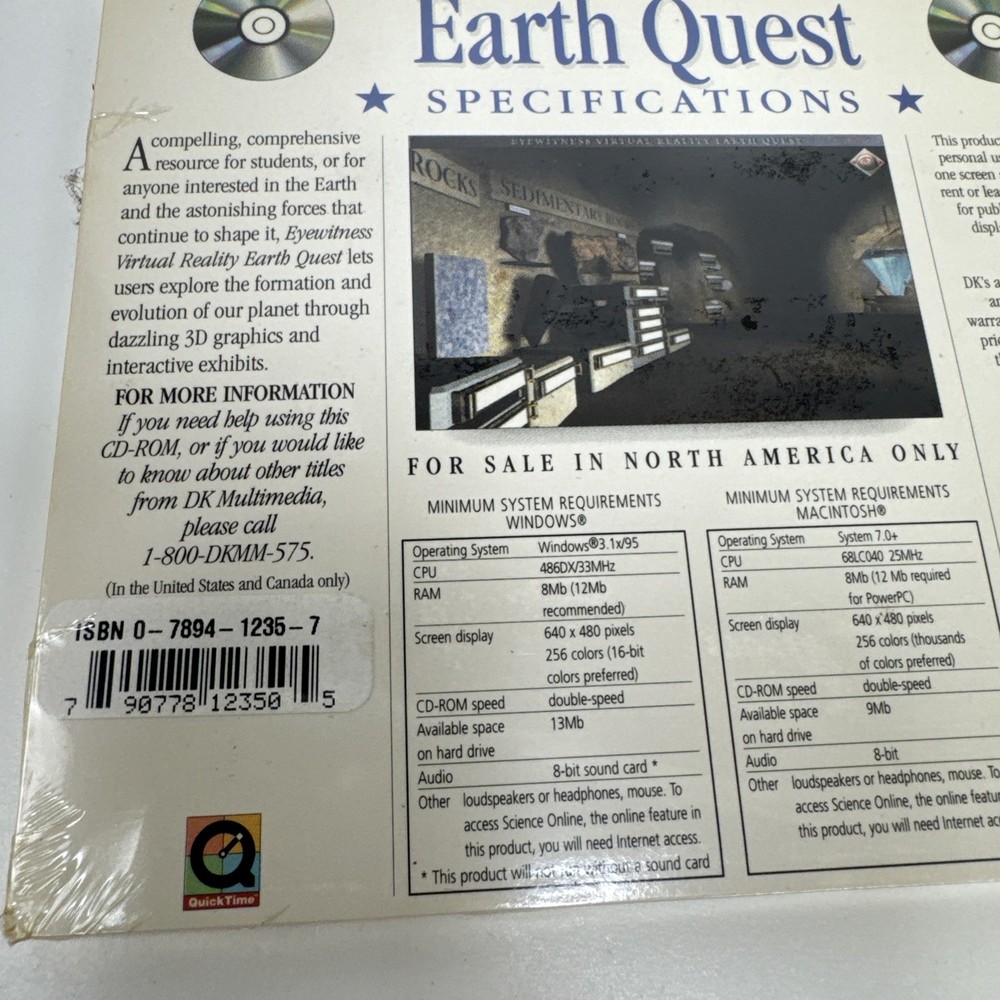 Earth Quest
★ SPECIFICATIONS ★
A compelling, comprehensive
resource for students, or for
anyone interested in the Earth
and the astonishing forces that
continue to shape it, Eyewitness
Virtual Reality Earth Quest lets
users explore the formation and
evolution of our planet through
dazzling 3D graphics and
interactive exhibits.
FOR MORE INFORMATION
If you need help using this
CD-ROM, or if you would like
to know about other titles
from DK Multimedia,
please call
1-800-DKMM-575.
(In the United States and Canada only)
ISBN 0-7894-1235-7
7 90778 12350 5
QuickTime™
EYEWITNESS VIRTUAL REALITY EARTH QUEST
ROCKS
SEDIMENTARY
FOR SALE IN NORTH AMERICA ONLY
MINIMUM SYSTEM REQUIREMENTS
WINDOWS®
Operating System Windows®3.1x/95
CPU 486DX/33MHz
RAM 8Mb (12Mb
recommended)
Screen display 640 x 480 pixels
256 colors (16-bit
colors preferred)
CD-ROM speed double-speed
Available space 13Mb
on hard drive
Audio 8-bit sound card *
Other loudspeakers or headphones, mouse. To
access Science Online, the online feature in
this product, you will need Internet access.
* This product will not run without a sound card
MINIMUM SYSTEM REQUIREMENTS
MACINTOSH®
Operating System System 7.0+
CPU 68LC040 25MHz
RAM 8Mb (12 Mb required
for PowerPC)
Screen display 640 x 480 pixels
256 colors (thousands
of colors preferred)
CD-ROM speed double-speed
Available space 9Mb
on hard drive
Audio 8-bit
Other loudspeakers or headphones, mouse. To
access Science Online, the online
this product, you will need Internet
This
personal
one screen
rent or
for
DK's